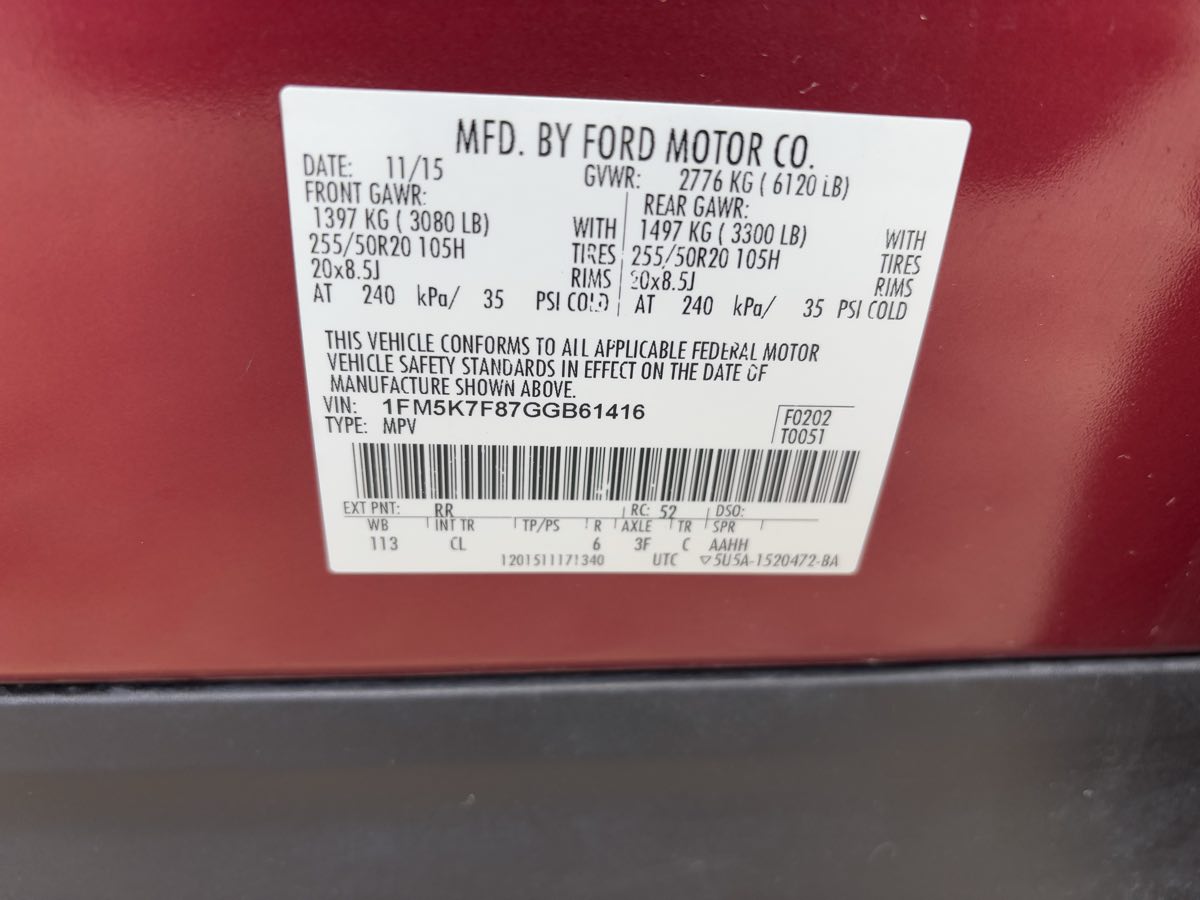 MFD. BY FORD MOTOR CO.
DATE: 11/15 GVWR: 2776 KG ( 6120 LB)
FRONT GAWR: REAR GAWR:
1397 KG ( 3080 LB) WITH 1497 KG ( 3300 LB) WITH
255/50R20 105H TIRES 255/50R20 105H TIRES
20x8.5J RIMS 20x8.5J RIMS
AT 240 kPa/ 35 PSI COLD AT 240 kPa/ 35 PSI COLD
THIS VEHICLE CONFORMS TO ALL APPLICABLE FEDERAL MOTOR
VEHICLE SAFETY STANDARDS IN EFFECT ON THE DATE OF
MANUFACTURE SHOWN ABOVE.
VIN: 1FM5K7F87GGB61416 F0202
TYPE: MPV T0051
EXT PNT: RR RC: 52 DSO:
WB INT TR TP/PS R AXLE TR SPR
113 CL 6 3F C AAHH
1201511171340 UTC ▽5U5A-1520472-BA